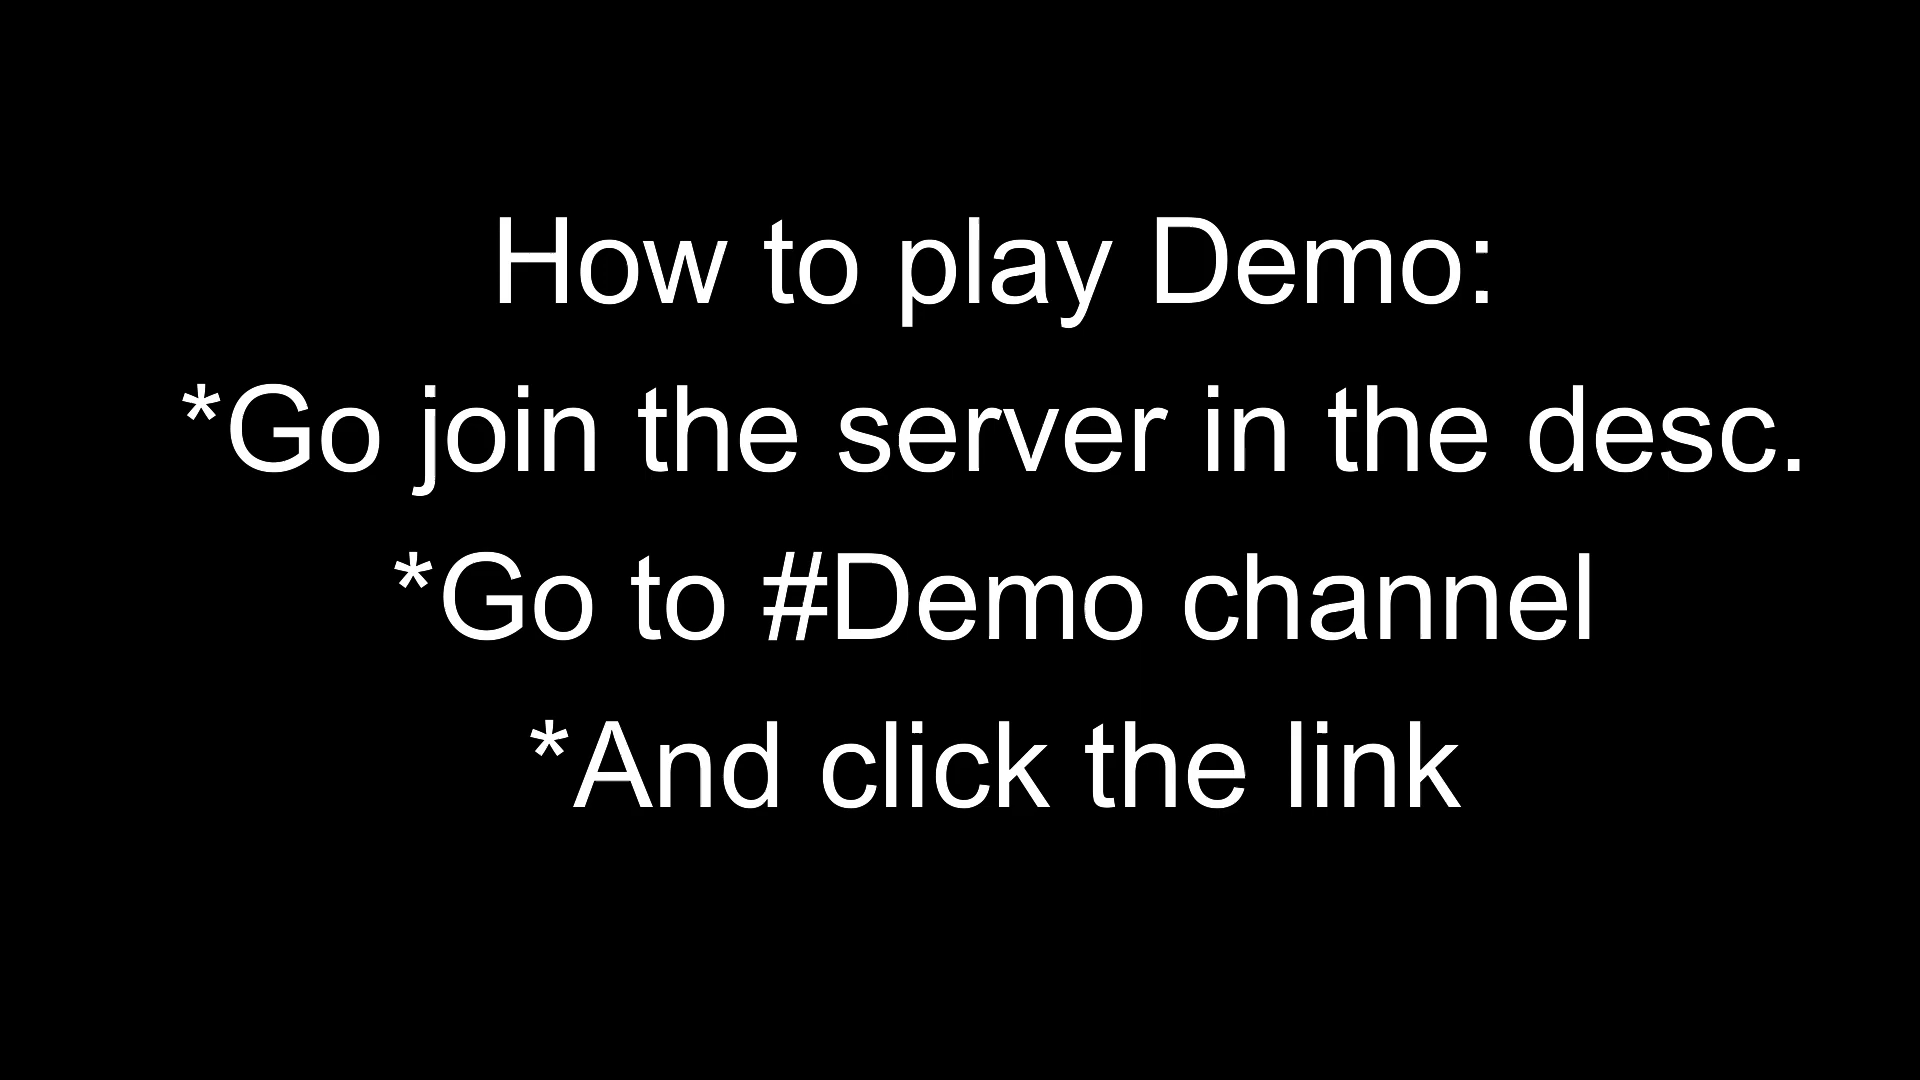 How to play Demo:
*Go join the server in the desc.
*Go to #Demo channel
*And click the link